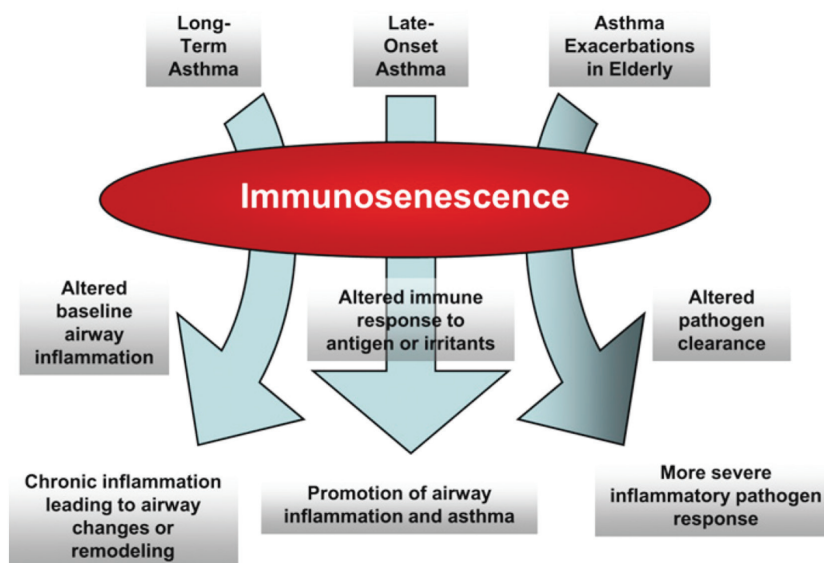 Long-
Term
Asthma
Late-
Onset
Asthma
Asthma
Exacerbations
in Elderly
Immunosenescence
Altered
baseline
airway
inflammation
Altered immune
response to
antigen or irritants
Altered
pathogen
clearance
Chronic inflammation
leading to airway
changes or
remodeling
Promotion of airway
inflammation and asthma
More severe
inflammatory pathogen
response